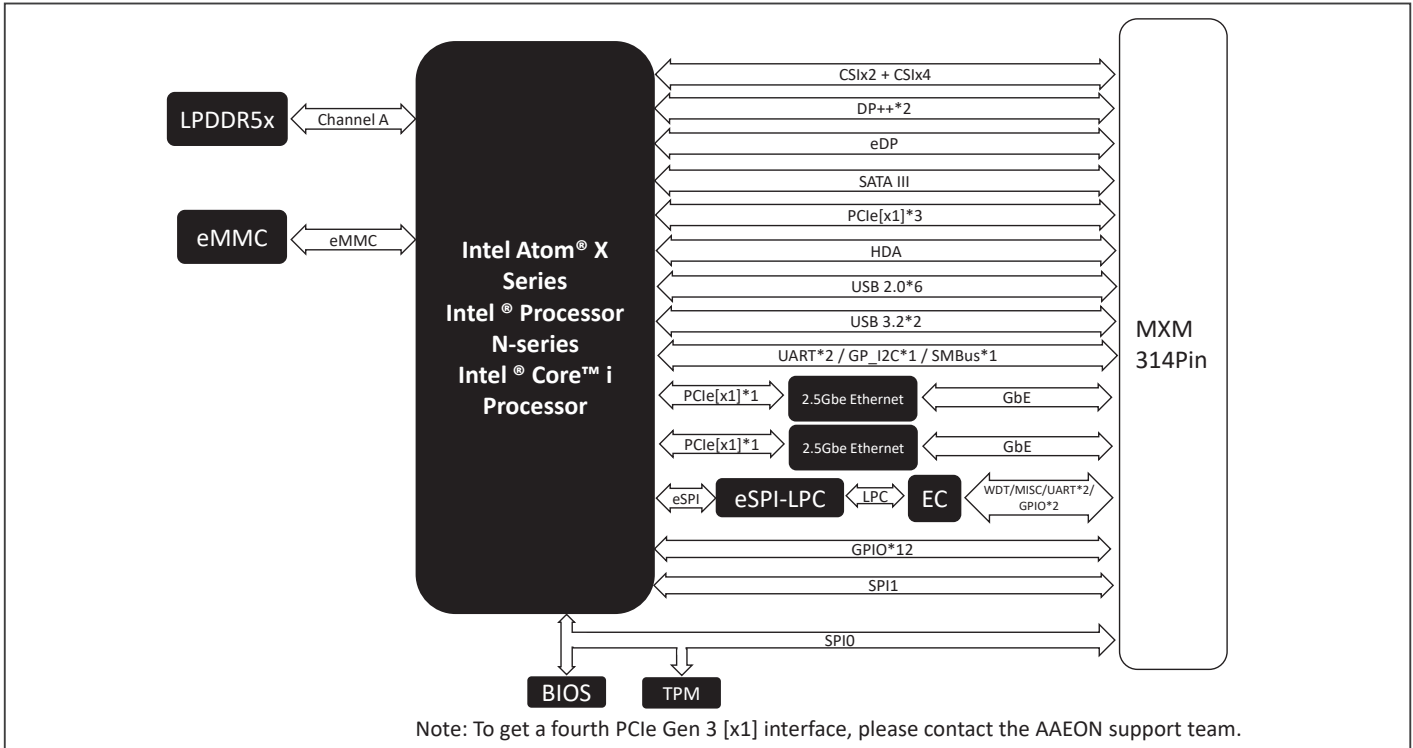 CSIx2 + CSIx4
LPDDR5x
Channel A
DP++*2
eDP
SATA III
PCIe[x1]*3
eMMC
eMMC
Intel Atom® X
Series
Intel ® Processor
N-series
Intel ® Core™ i
Processor
HDA
USB 2.0*6
USB 3.2*2
MXM
314Pin
UART*2 / GP_I2C*1 / SMBus*1
PCIe[x1]*1
2.5Gbe Ethernet
GbE
PCIe[x1]*1
2.5Gbe Ethernet
GbE
eSPI
eSPI-LPC
LPC
EC
WDT/MISC/UART*2/
GPIO*2
GPIO*12
SPI1
SPI0
BIOS
TPM
Note: To get a fourth PCIe Gen 3 [x1] interface, please contact the AAEON support team.